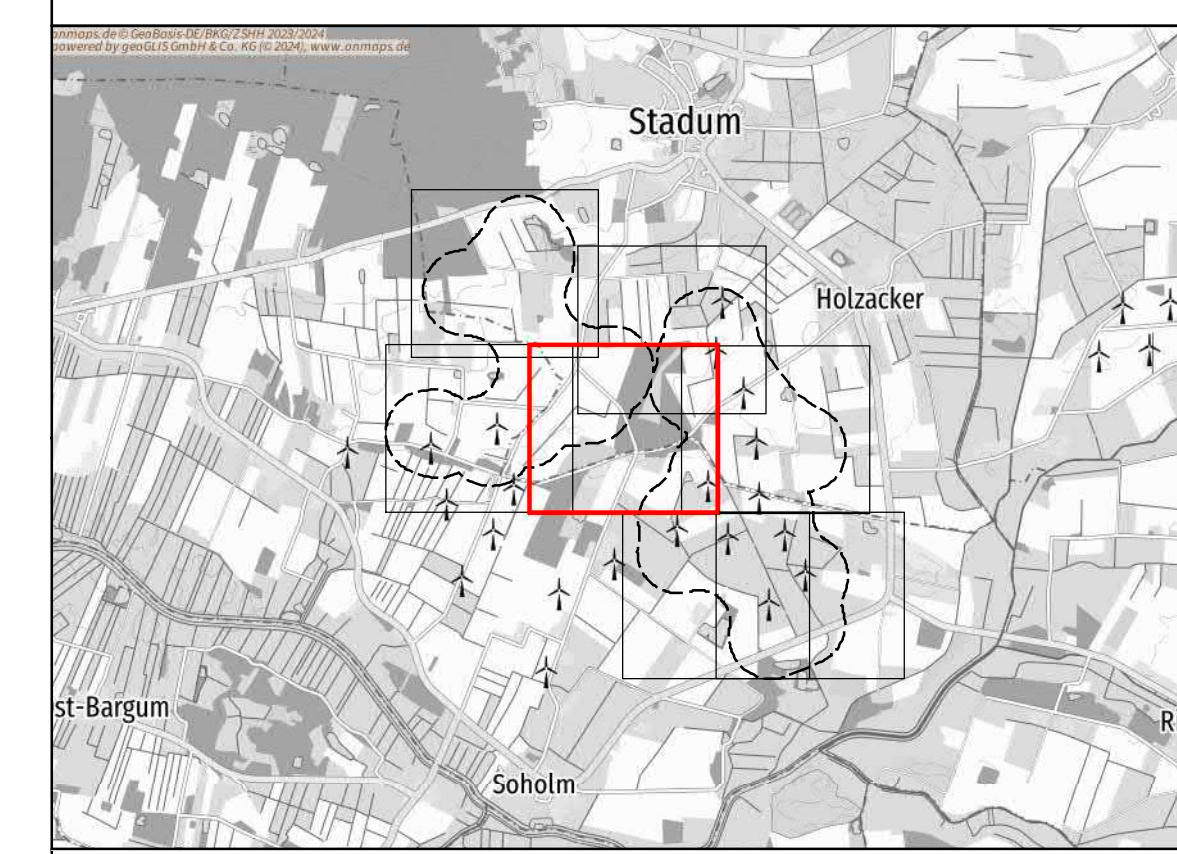 onmaps.de © GeoBasis-DE/BKG/ZSHH 2023/2024
powered by geoGLIS GmbH & Co. KG (© 2024), www.onmaps.de
Stadum
Holzacker
st-Bargum
R
Soholm